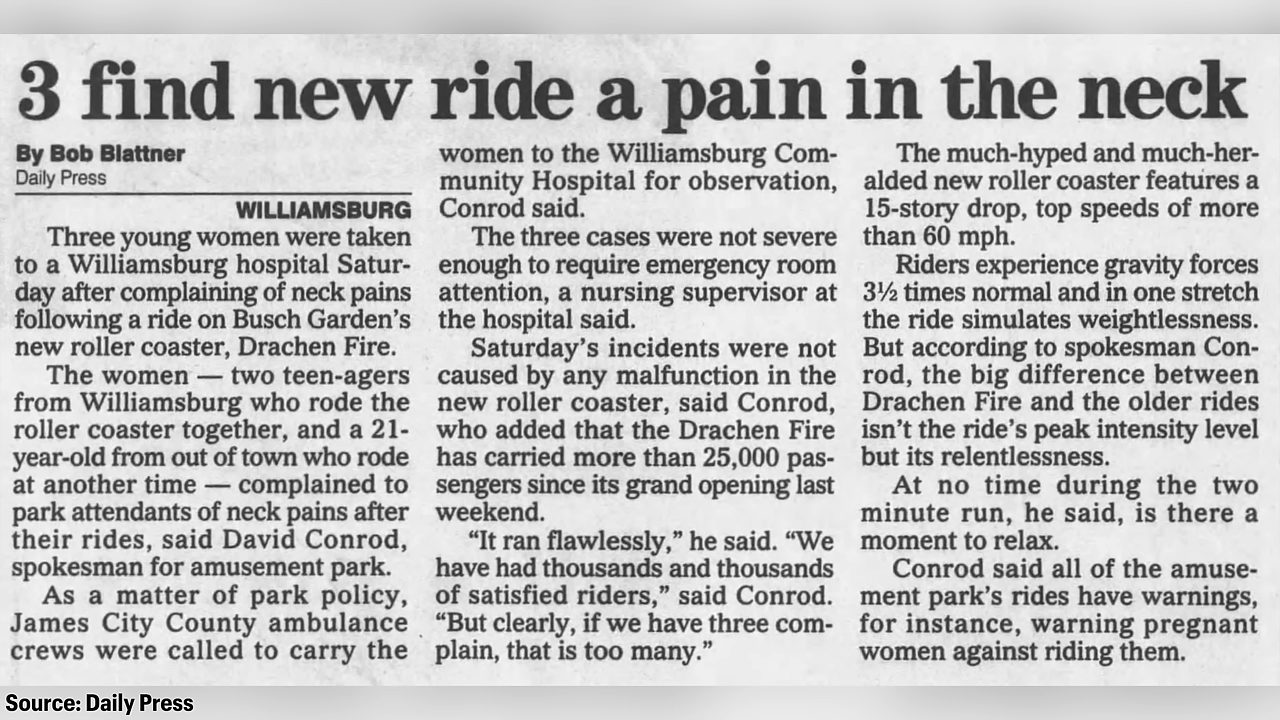 3 find new ride a pain in the neck
By Bob Blattner
Daily Press
WILLIAMSBURG
Three young women were taken
to a Williamsburg hospital Satur-
day after complaining of neck pains
following a ride on Busch Garden's
new roller coaster, Drachen Fire.
The women — two teen-agers
from Williamsburg who rode the
roller coaster together, and a 21-
year-old from out of town who rode
at another time — complained to
park attendants of neck pains after
their rides, said David Conrod,
spokesman for amusement park.
As a matter of park policy,
James City County ambulance
crews were called to carry the
women to the Williamsburg Com-
munity Hospital for observation,
Conrod said.
The three cases were not severe
enough to require emergency room
attention, a nursing supervisor at
the hospital said.
Saturday's incidents were not
caused by any malfunction in the
new roller coaster, said Conrod,
who added that the Drachen Fire
has carried more than 25,000 pas-
sengers since its grand opening last
weekend.
"It ran flawlessly," he said. "We
have had thousands and thousands
of satisfied riders," said Conrod.
"But clearly, if we have three com-
plain, that is too many."
The much-hyped and much-her-
alded new roller coaster features a
15-story drop, top speeds of more
than 60 mph.
Riders experience gravity forces
3½ times normal and in one stretch
the ride simulates weightlessness.
But according to spokesman Con-
rod, the big difference between
Drachen Fire and the older rides
isn't the ride's peak intensity level
but its relentlessness.
At no time during the two
minute run, he said, is there a
moment to relax.
Conrod said all of the amuse-
ment park's rides have warnings,
for instance, warning pregnant
women against riding them.
Source: Daily Press